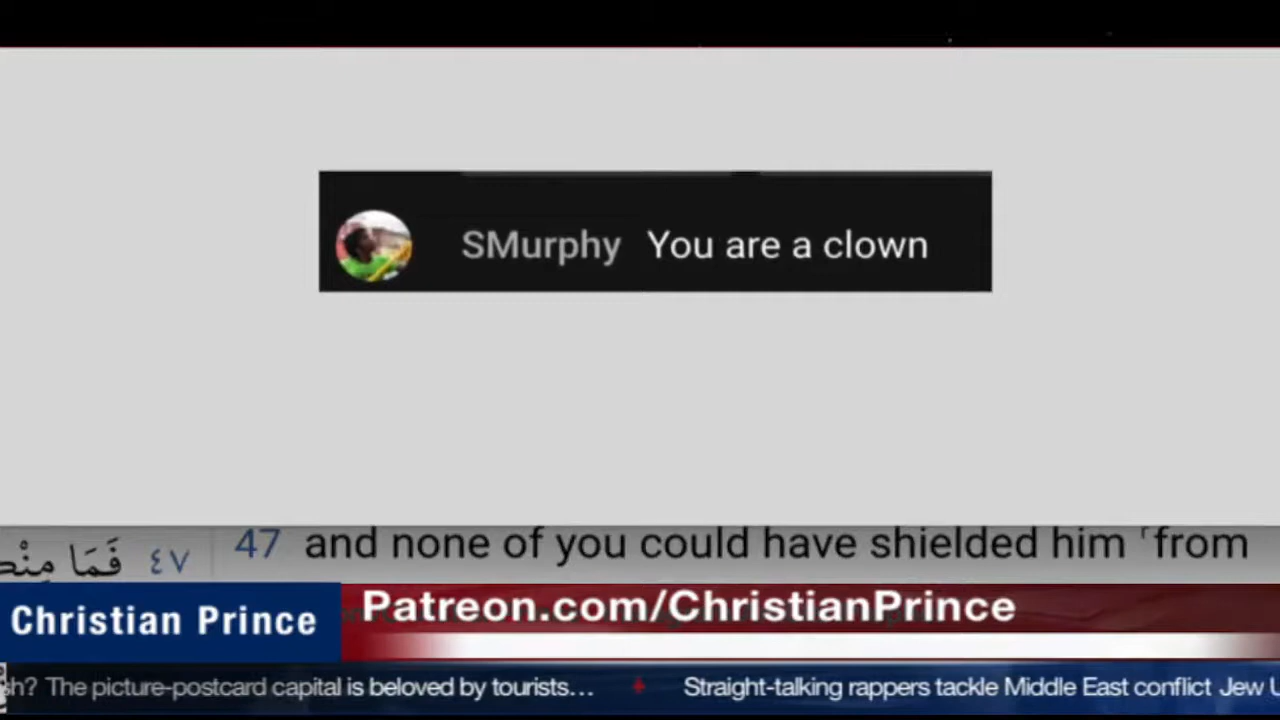 SMurphy You are a clown
فَمَا ٤٧
47 and none of you could have shielded him ˹from
Christian Prince
Patreon.com/ChristianPrince
sh? The picture-postcard capital is beloved by tourists... Straight-talking rappers tackle Middle East conflict Jew U